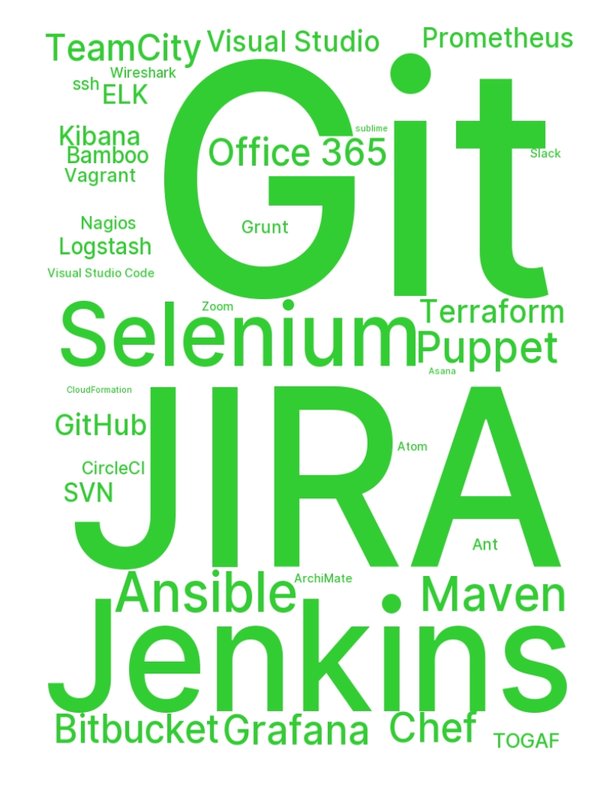 TeamCity Visual Studio Prometheus
Wireshark
ssh ELK
Git
sublime
Kibana Office 365
Bamboo Slack
Vagrant
Nagios Grunt
Logstash
Visual Studio Code
Zoom Terraform
Selenium Puppet
Asana
CloudFormation
JIRA
GitHub
Atom
CircleCI
SVN
Ant
Ansible ArchiMate Maven
Jenkins
Bitbucket Grafana Chef TOGAF